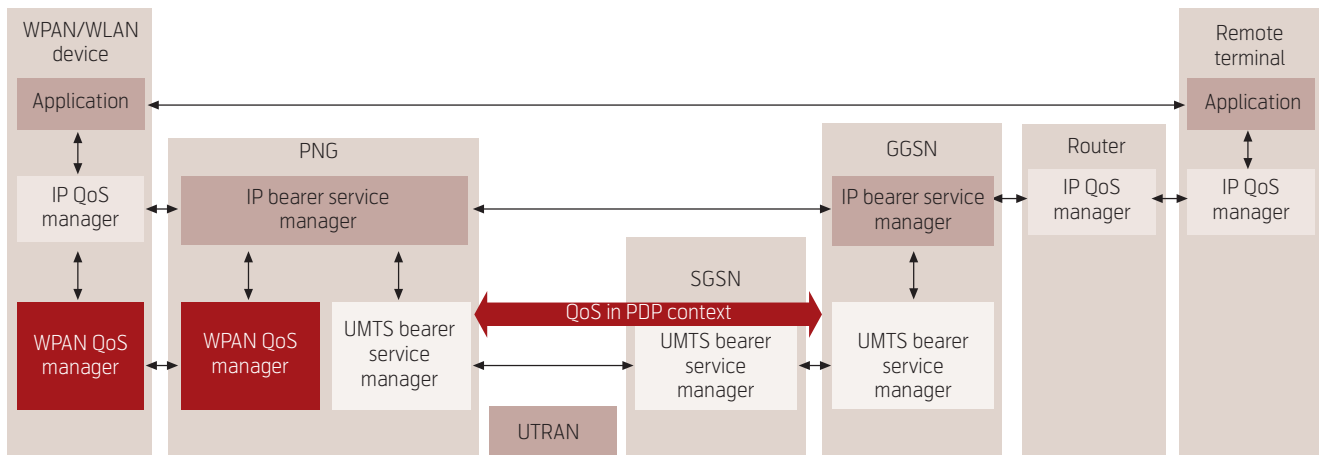 WPAN/WLAN
device
Application
IP QoS
manager
WPAN QoS
manager
PNG
IP bearer service
manager
WPAN QoS
manager
UMTS bearer
service
manager
QoS in PDP context
UTRAN
SGSN
UMTS bearer
service
manager
GGSN
IP bearer service
manager
UMTS bearer
service
manager
Router
IP QoS
manager
Remote
terminal
Application
IP QoS
manager